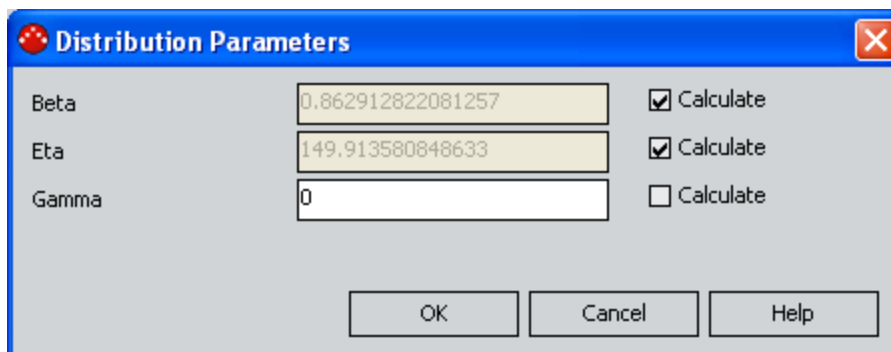 Distribution Parameters
Beta 0.862912822081257 Calculate
Eta 149.913580848633 Calculate
Gamma 0 Calculate
OK Cancel Help